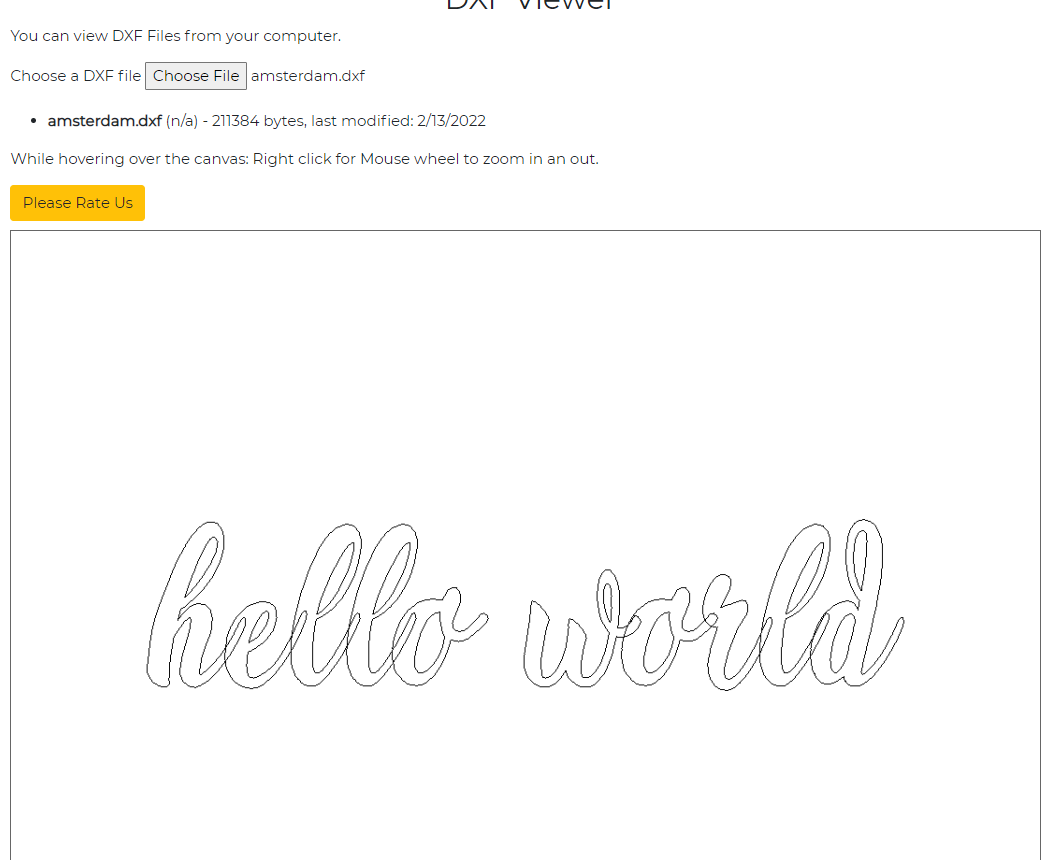 DXF Viewer
You can view DXF Files from your computer.
Choose a DXF file Choose File amsterdam.dxf
• amsterdam.dxf (n/a) - 211384 bytes, last modified: 2/13/2022
While hovering over the canvas: Right click for Mouse wheel to zoom in an out.
Please Rate Us
hello world